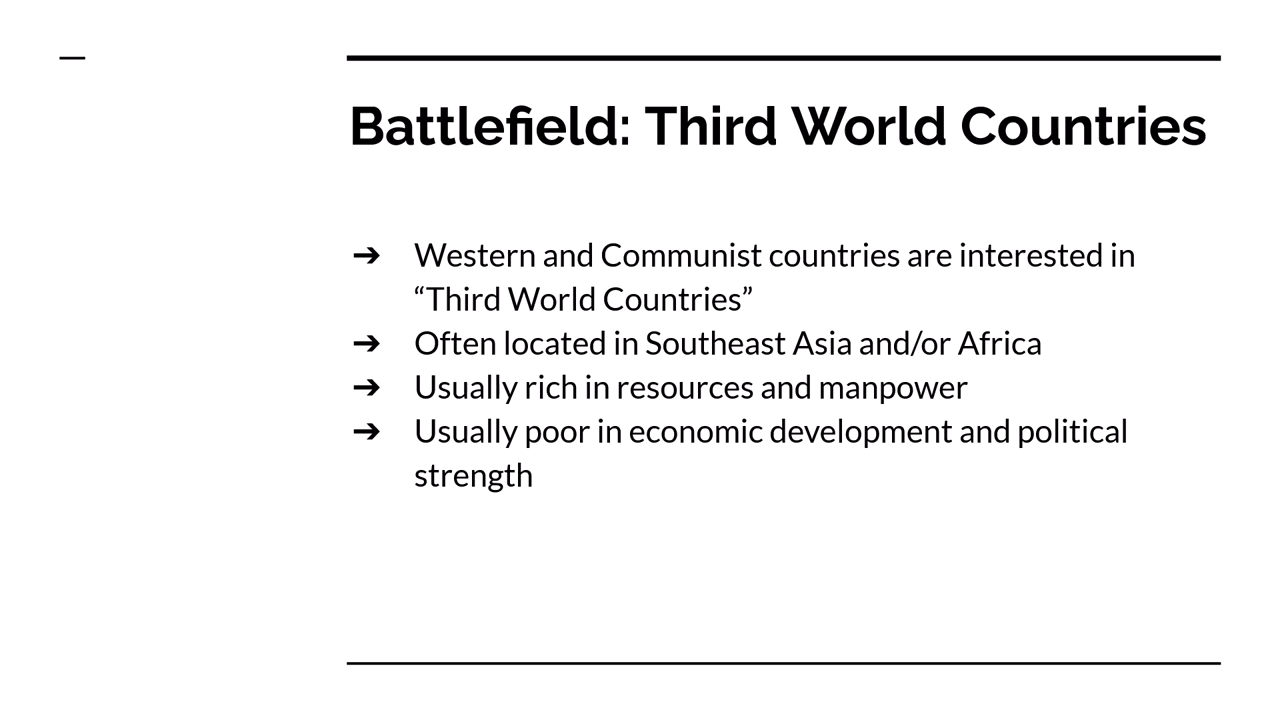 Battlefield: Third World Countries
➔ Western and Communist countries are interested in
“Third World Countries”
➔ Often located in Southeast Asia and/or Africa
➔ Usually rich in resources and manpower
➔ Usually poor in economic development and political
strength